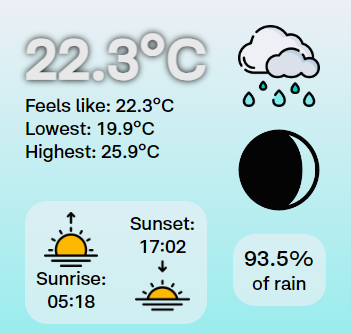 22.3°C
Feels like: 22.3°C
Lowest: 19.9°C
Highest: 25.9°C
Sunrise:
05:18
Sunset:
17:02
93.5%
of rain